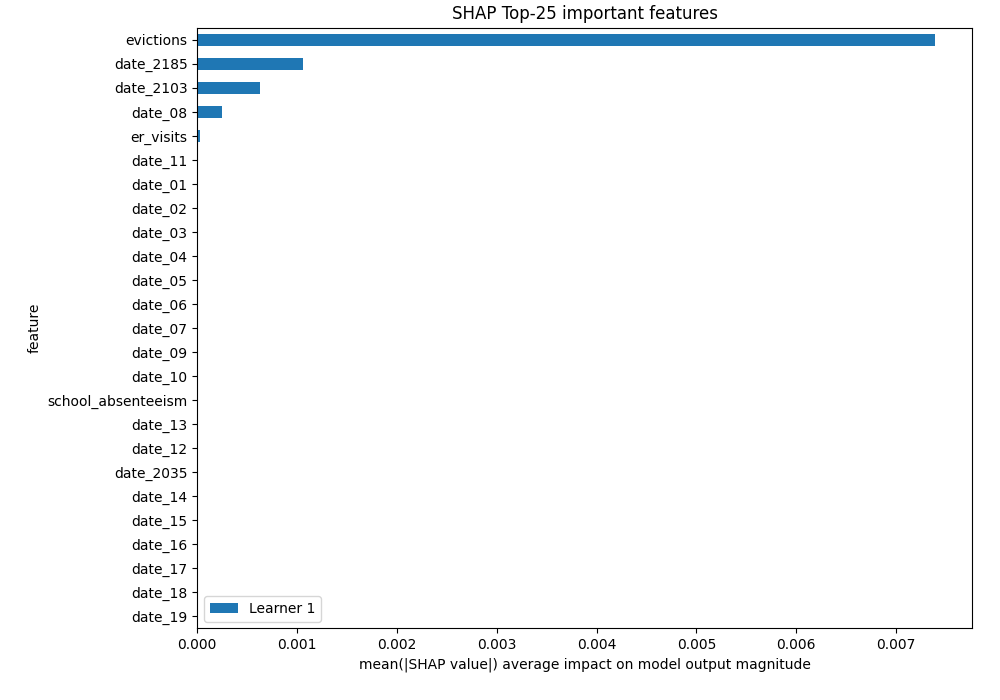 SHAP Top-25 important features
evictions
date_2185
date_2103
date_08
er_visits
date_11
date_01
date_02
date_03
date_04
date_05
date_06
date_07
date_09
date_10
school_absenteeism
date_13
date_12
date_2035
date_14
date_15
date_16
date_17
date_18
date_19
feature
Learner 1
0.000 0.001 0.002 0.003 0.004 0.005 0.006 0.007
mean(|SHAP value|) average impact on model output magnitude